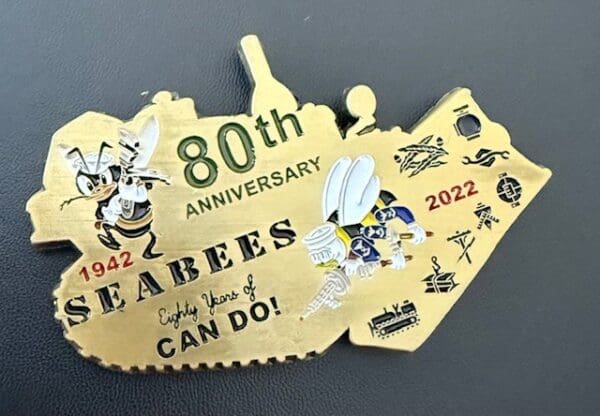 80th
ANNIVERSARY
1942
2022
SEABEES
Eighty Years of
CAN DO!